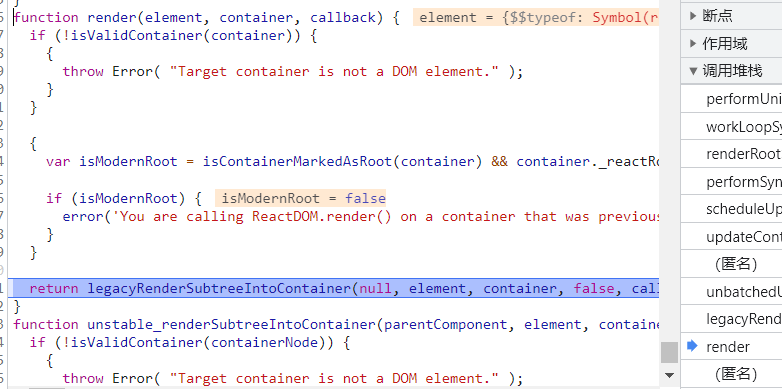 function render(element, container, callback) { element = {$$typeof: Symbol(r
if (!isValidContainer(container)) {
{
throw Error( "Target container is not a DOM element." );
}
}
{
var isModernRoot = isContainerMarkedAsRoot(container) && container._reactRo
if (isModernRoot) { isModernRoot = false
error('You are calling ReactDOM.render() on a container that was previous
}
}
return legacyRenderSubtreeIntoContainer(null, element, container, false, cal
}
function unstable_renderSubtreeIntoContainer(parentComponent, element, containe
if (!isValidContainer(containerNode)) {
{
throw Error( "Target container is not a DOM element." );
断点
作用域
调用堆栈
performUni
workLoopSy
renderRoot
performSyn
scheduleUp
updateCont
(匿名)
unbatchedU
legacyRend
render
(匿名)